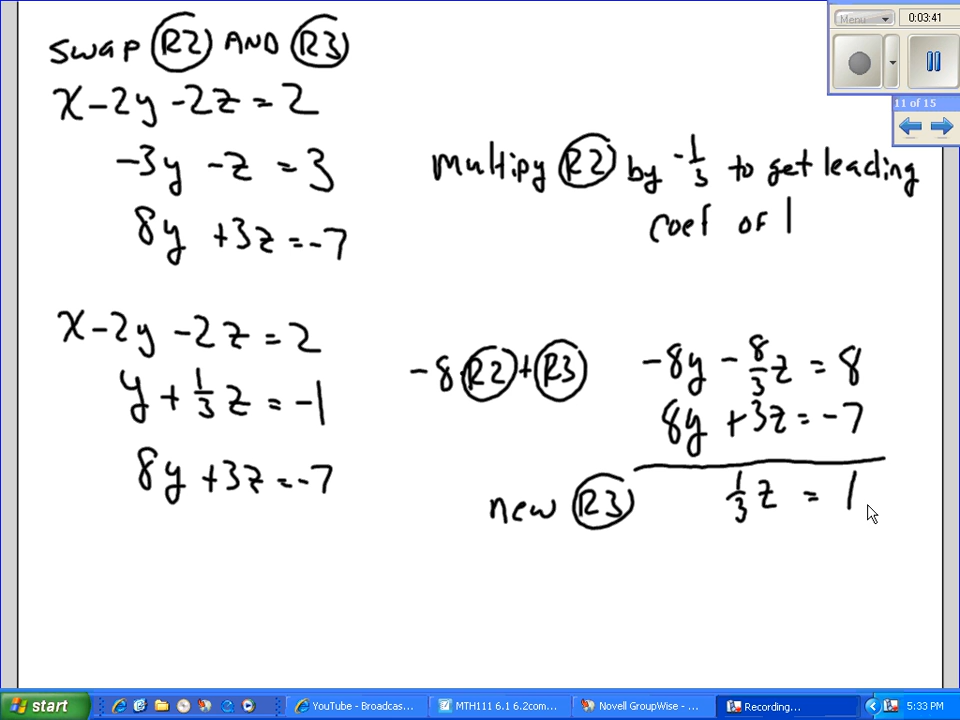 Menu
0:03:41
11 of 15
swap R2 AND R3
x - 2y - 2z = 2
-3y - z = 3
8y + 3z = -7
multipy R2 by -1/3 to get leading
coef of 1
x - 2y - 2z = 2
y + 1/3 z = -1
8y + 3z = -7
-8 R2 + R3
-8y - 8/3 z = 8
8y + 3z = -7
new R3
1/3 z = 1
start
YouTube - Broadcas...
MTH111 6.1 6.2com...
Novell GroupWise - ...
Recording...
5:33 PM